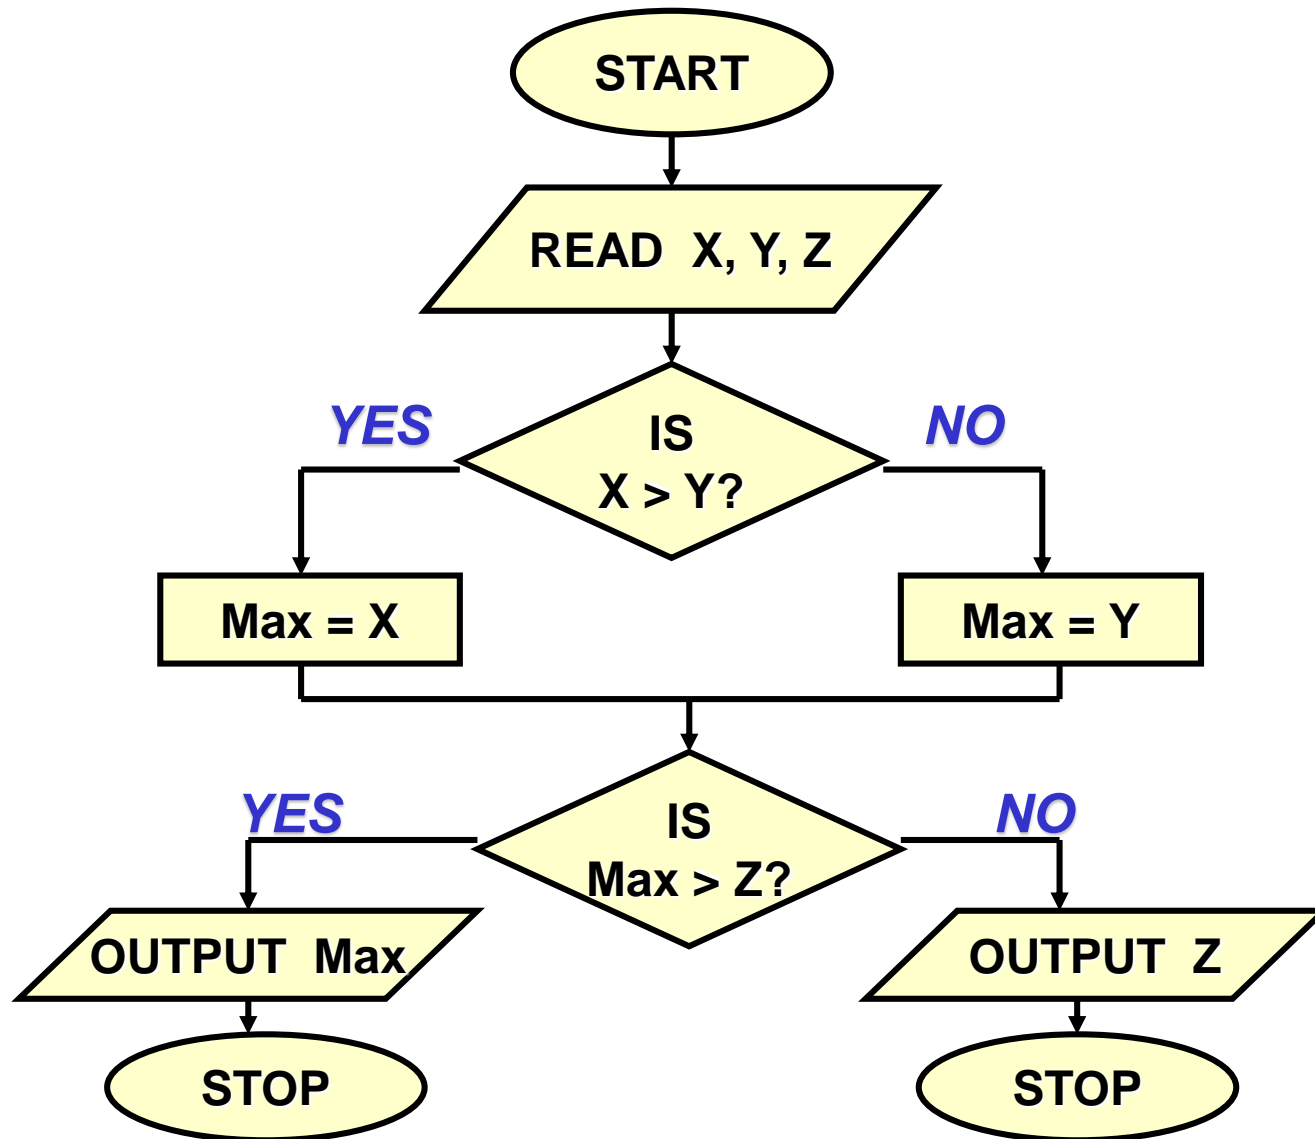 START
READ X, Y, Z
YES
NO
IS
X > Y?
Max = X
Max = Y
YES
NO
IS
Max > Z?
OUTPUT Max
OUTPUT Z
STOP
STOP